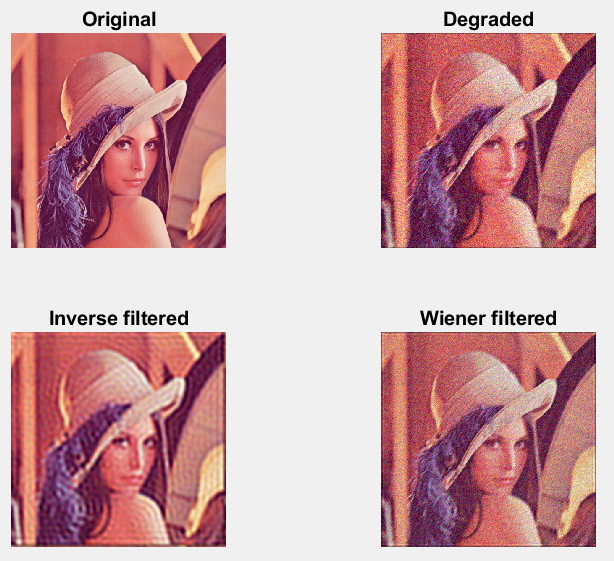 Original
Degraded
Inverse filtered
Wiener filtered